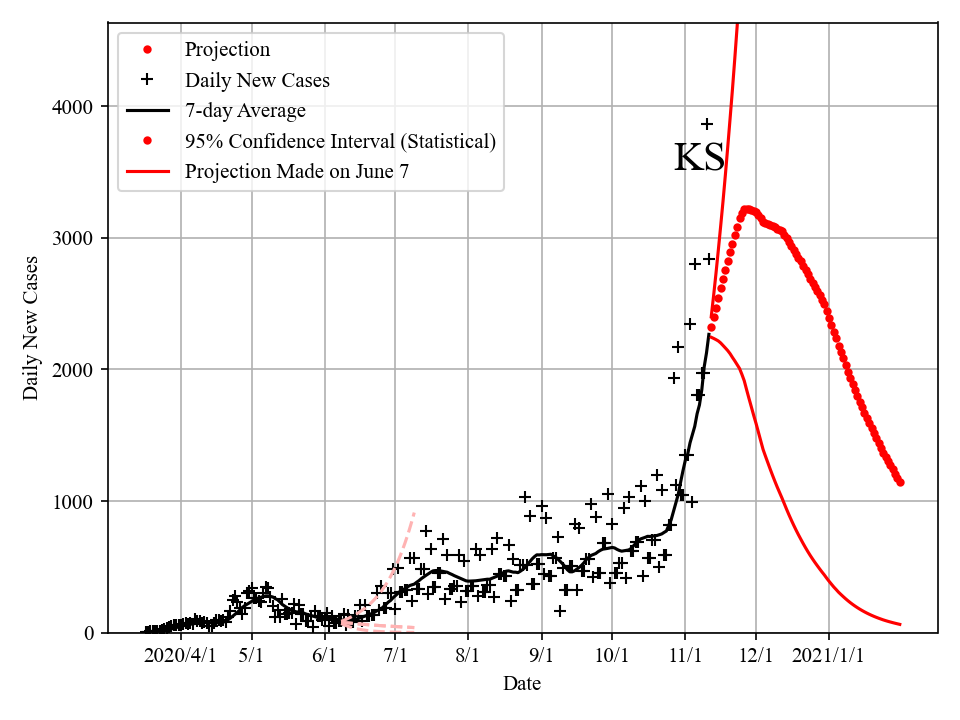 Projection
Daily New Cases
7-day Average
95% Confidence Interval (Statistical)
Projection Made on June 7
KS
Daily New Cases
4000
3000
2000
1000
0
2020/4/1 5/1 6/1 7/1 8/1 9/1 10/1 11/1 12/1 2021/1/1
Date